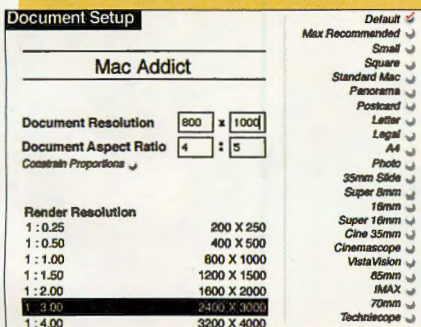 Document Setup
Mac Addict
Document Resolution 800 x 1000
Document Aspect Ratio 4 : 5
Constrain Proportions
Render Resolution
1 : 0.25 200 X 250
1 : 0.50 400 X 500
1 : 1.00 800 X 1000
1 : 1.50 1200 X 1500
1 : 2.00 1600 X 2000
1 : 3.00 2400 X 3000
1 : 4.00 3200 X 4000
Default
Max Recommended
Small
Square
Standard Mac
Panorama
Postcard
Letter
Legal
A4
Photo
35mm Slide
Super 8mm
16mm
Super 16mm
Cine 35mm
Cinemascope
VistaVision
65mm
IMAX
70mm
Techniscope